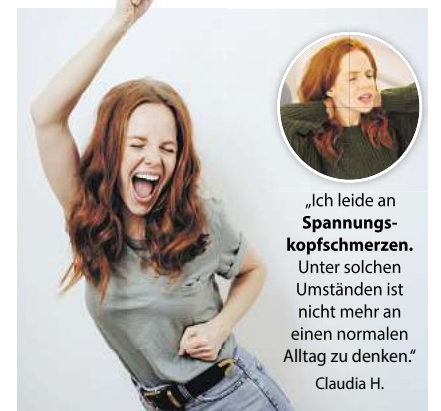 „Ich leide an
Spannungs-
kopfschmerzen.
Unter solchen
Umständen ist
nicht mehr an
einen normalen
Alltag zu denken.“
Claudia H.